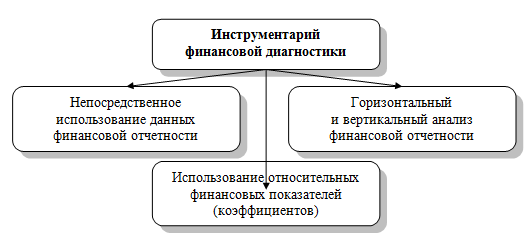 Инструментарий
финансовой диагностики
Непосредственное
использование данных
финансовой отчетности
Горизонтальный
и вертикальный анализ
финансовой отчетности
Использование относительных
финансовых показателей
(коэффициентов)